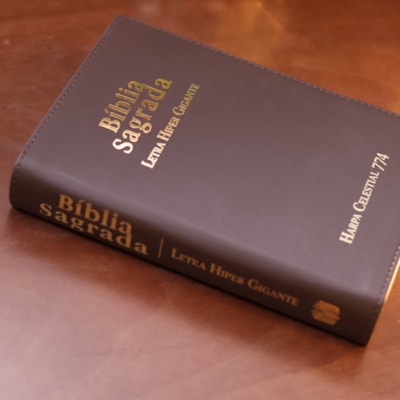 Bíblia
Sagrada
Letra Hiper Gigante
Harpa Celestial 774
Bíblia
Sagrada
Letra Hiper Gigante